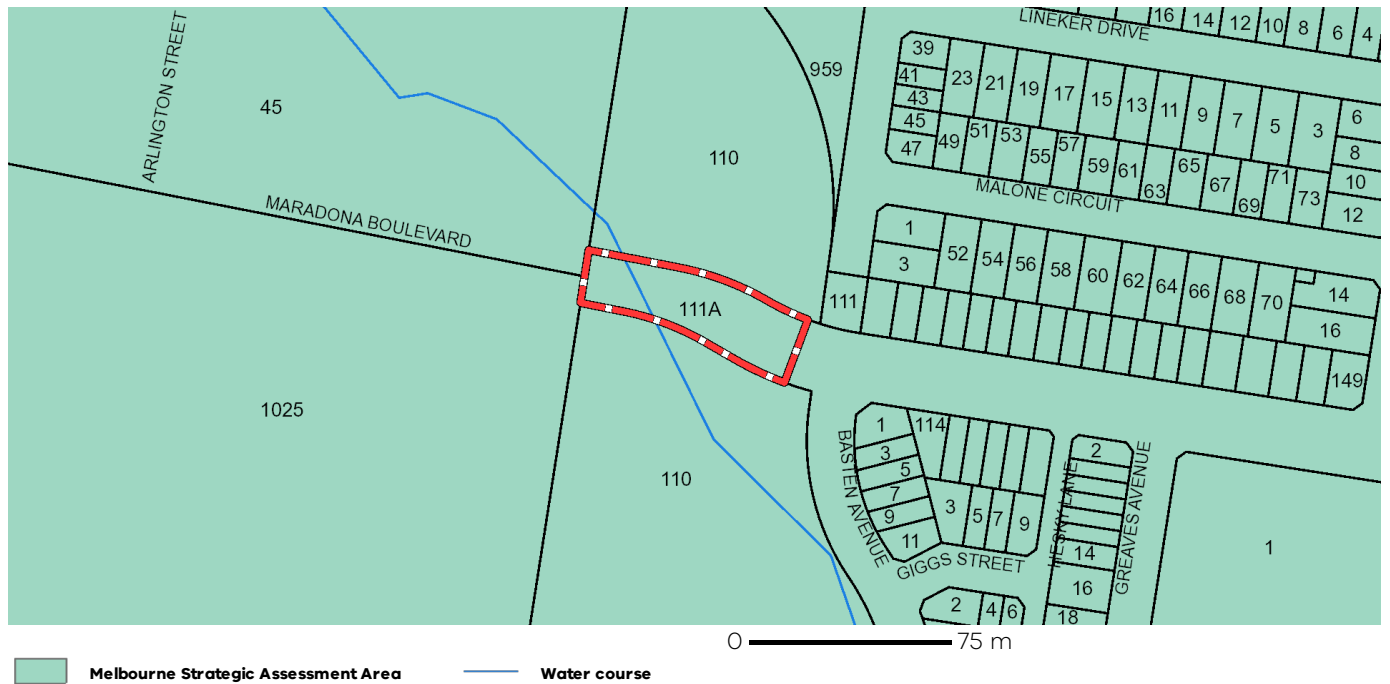 LINEKER DRIVE
16 14 12 10 8 6 4
ARLINGTON STREET
45
959
110
39
41
43
45
47
23 21 19 17 15 13 11 9 7 5 3
6
8
10
12
49 51 53 55 57 59 61 63 65 67 69 71 73
MALONE CIRCUIT
MARADONA BOULEVARD
1
3
52 54 56 58 60 62 64 66 68 70
14
16
111A
111
149
1025
110
BASTEN AVENUE
1
3
5
7
9
11
114
3 5 7 9
GIGGS STREET
2 4 6
HESKY LANE
2
14
16
18
GREAVES AVENUE
1
0 75 m
Melbourne Strategic Assessment Area
Water course